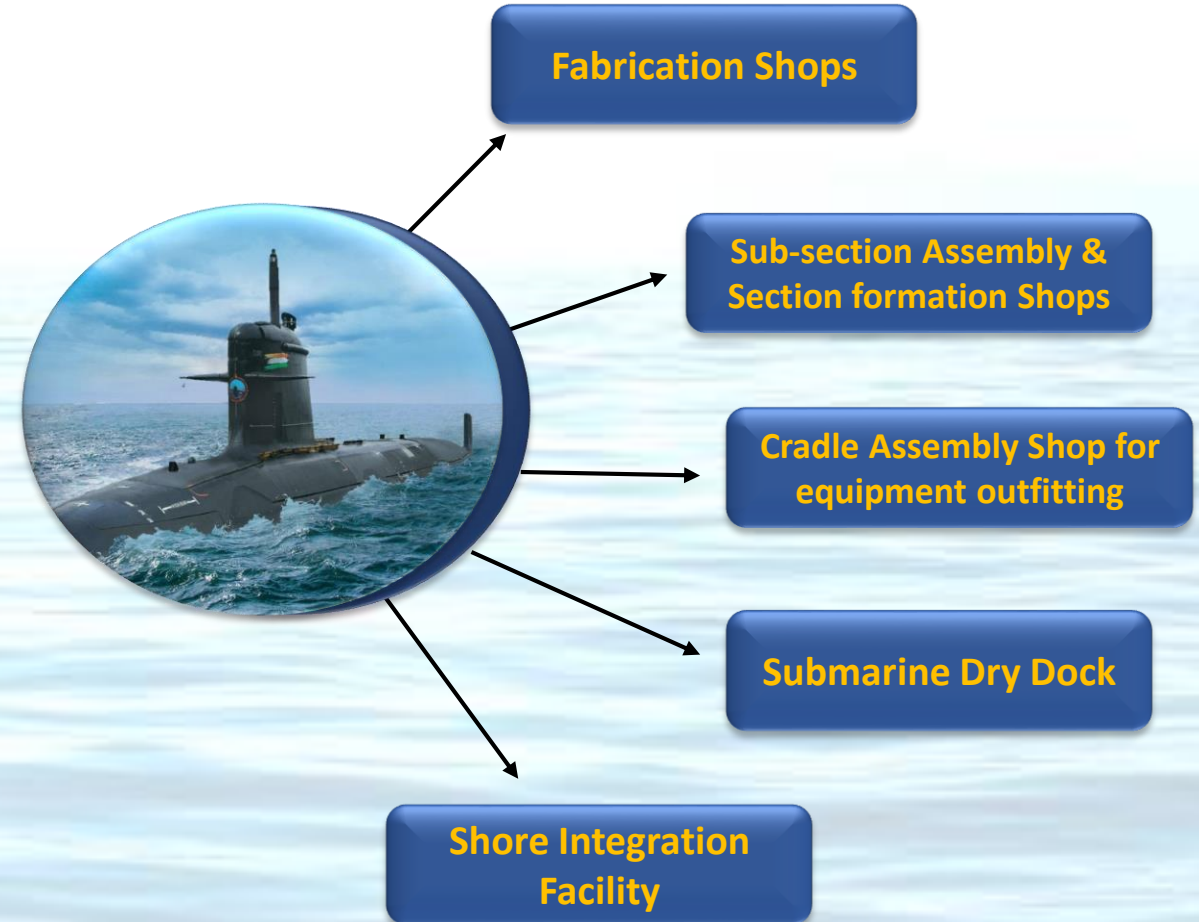 Fabrication Shops
Sub-section Assembly &
Section formation Shops
Cradle Assembly Shop for
equipment outfitting
Submarine Dry Dock
Shore Integration
Facility